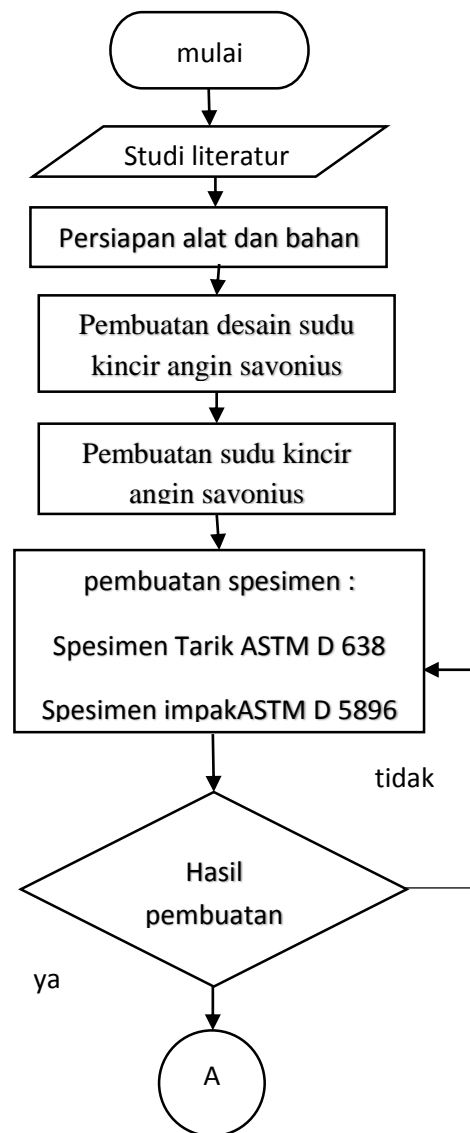 mulai
Studi literatur
Persiapan alat dan bahan
Pembuatan desain sudu
kincir angin savonius
Pembuatan sudu kincir
angin savonius
pembuatan spesimen :
Spesimen Tarik ASTM D 638
Spesimen impakASTM D 5896
tidak
Hasil
pembuatan
ya
A